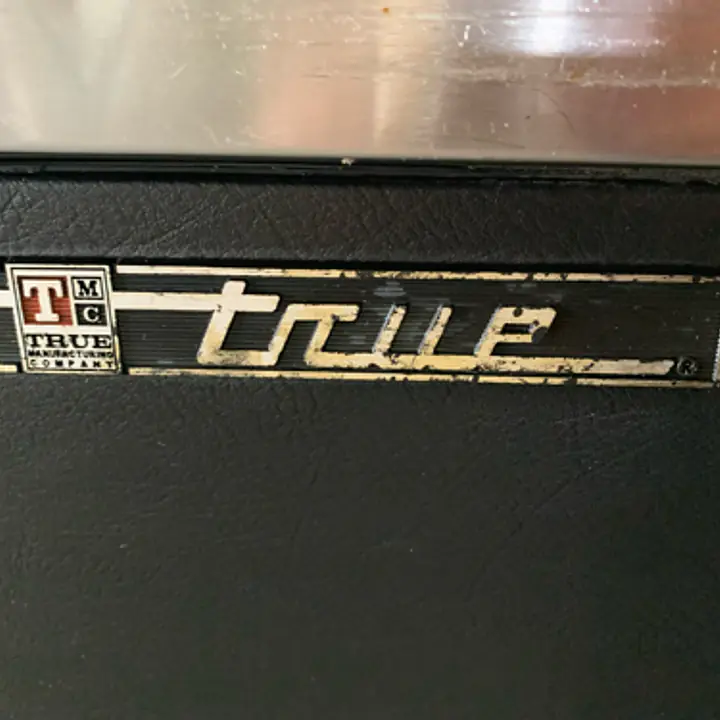 T M C
TRUE
MANUFACTURING
COMPANY
true ®